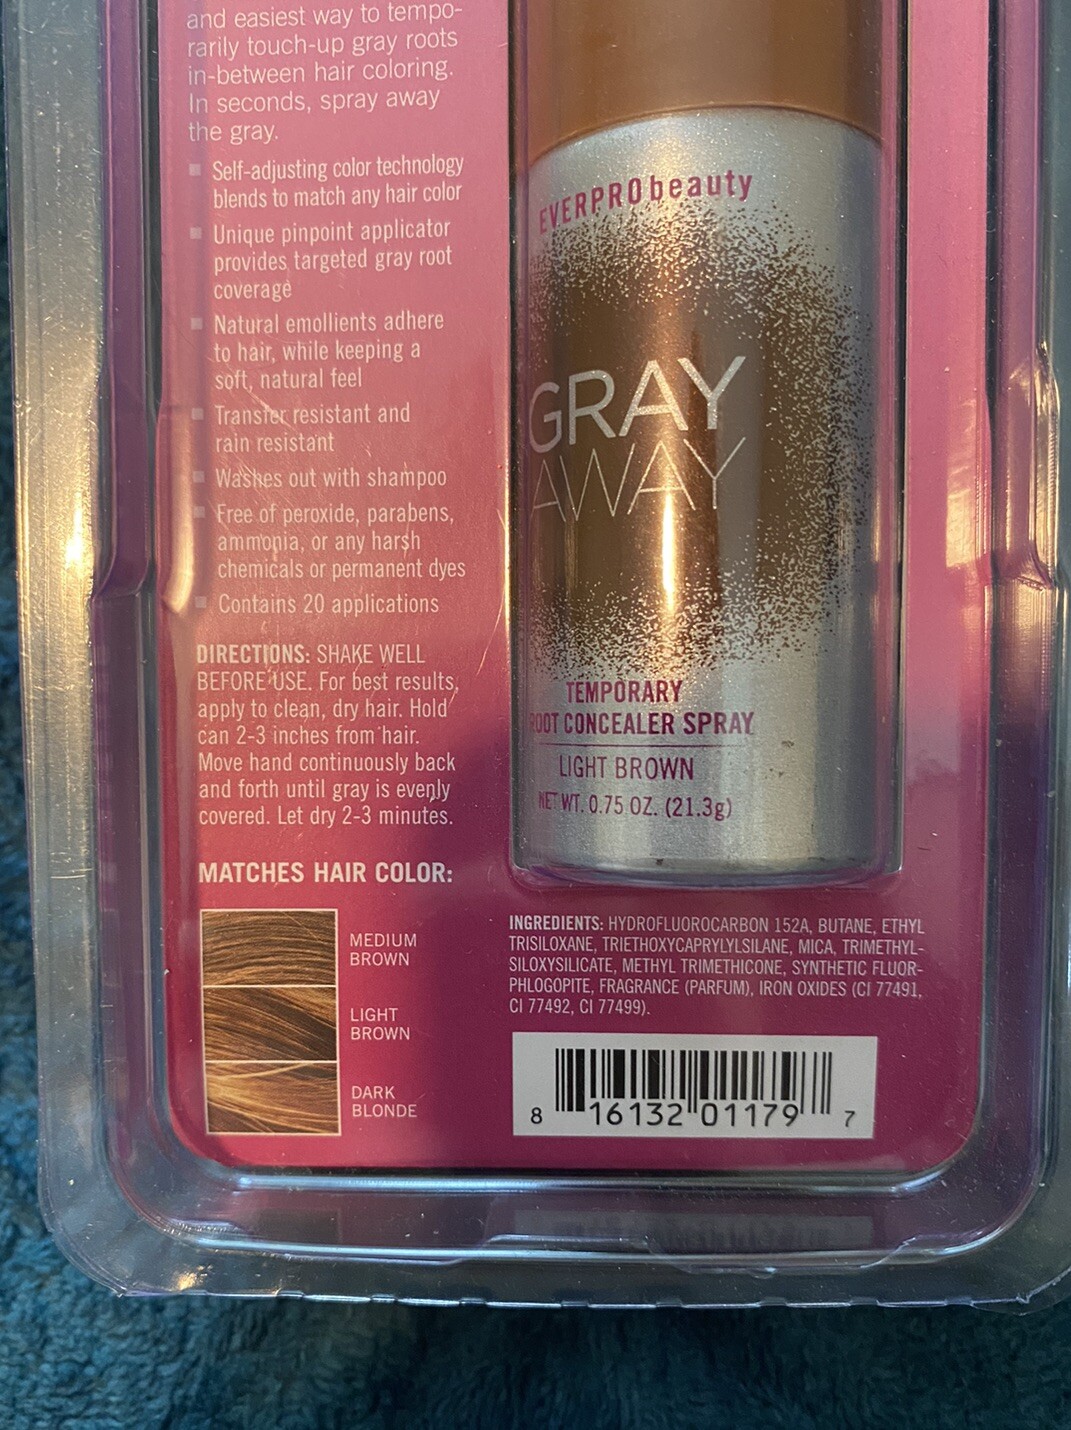 and easiest way to tempo-
rarily touch-up gray roots
in-between hair coloring.
In seconds, spray away
the gray.
Self-adjusting color technology
blends to match any hair color
Unique pinpoint applicator
provides targeted gray root
coverage
Natural emollients adhere
to hair, while keeping a
soft, natural feel
Transfer resistant and
rain resistant
Washes out with shampoo
Free of peroxide, parabens,
ammonia, or any harsh
chemicals or permanent dyes
Contains 20 applications
DIRECTIONS: SHAKE WELL
BEFORE USE. For best results,
apply to clean, dry hair. Hold
can 2-3 inches from hair.
Move hand continuously back
and forth until gray is evenly
covered. Let dry 2-3 minutes.
MATCHES HAIR COLOR:
MEDIUM
BROWN
LIGHT
BROWN
DARK
BLONDE
EVERPRObeauty
GRAY
AWAY
TEMPORARY
ROOT CONCEALER SPRAY
LIGHT BROWN
NET WT. 0.75 OZ. (21.3g)
INGREDIENTS: HYDROFLUOROCARBON 152A, BUTANE, ETHYL
TRISILOXANE, TRIETHOXYCAPRYLYLSILANE, MICA, TRIMETHYL-
SILOXYSILICATE, METHYL TRIMETHICONE, SYNTHETIC FLUOR-
PHLOGOPITE, FRAGRANCE (PARFUM), IRON OXIDES (CI 77491,
CI 77492, CI 77499).
8 16132 01179 7